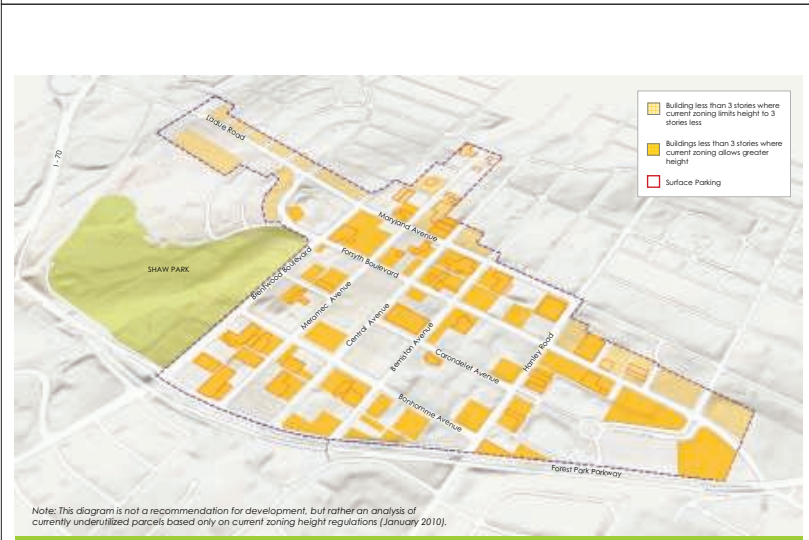 Building less than 3 stories where
current zoning limits height to 3
stories less
Buildings less than 3 stories where
current zoning allows greater
height
Surface Parking
Ladue Road
I - 70
Maryland Avenue
Forsyth Boulevard
SHAW PARK
Brentwood Boulevard
Meramec Avenue
Central Avenue
Bemiston Avenue
Hanley Road
Carondelet Avenue
Bonhomme Avenue
Forest Park Parkway
Note: This diagram is not a recommendation for development, but rather an analysis of
currently underutilized parcels based only on current zoning height regulations (January 2010).